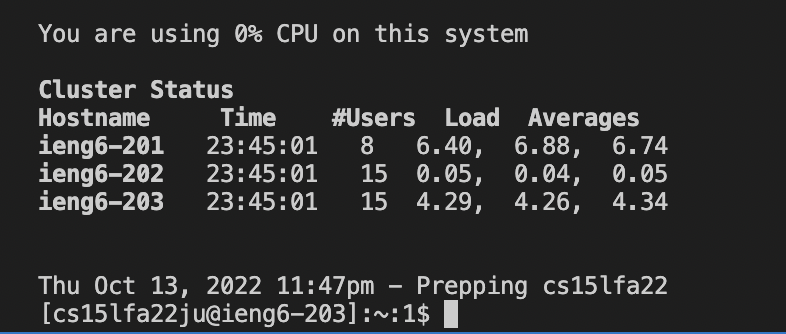 You are using 0% CPU on this system
Cluster Status
Hostname Time #Users Load Averages
ieng6-201 23:45:01 8 6.40, 6.88, 6.74
ieng6-202 23:45:01 15 0.05, 0.04, 0.05
ieng6-203 23:45:01 15 4.29, 4.26, 4.34
Thu Oct 13, 2022 11:47pm - Prepping cs15lfa22
[cs15lfa22ju@ieng6-203]:~:1$